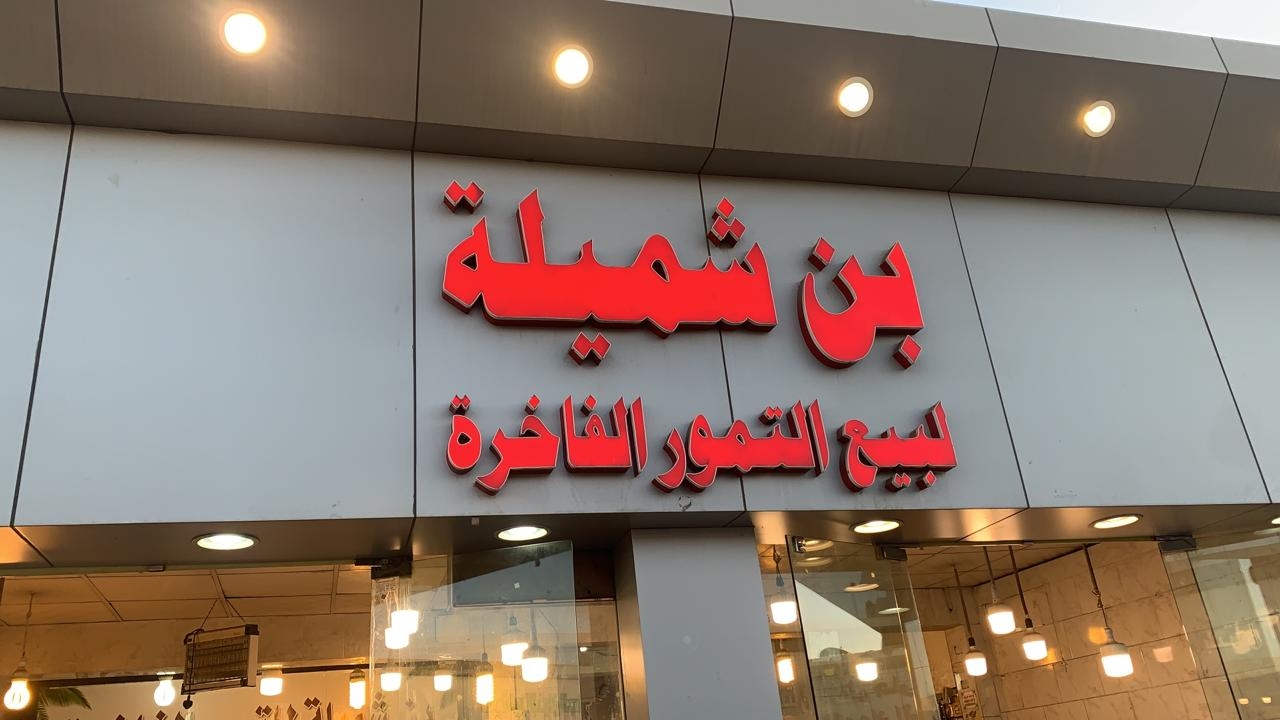 بن شميلة
لبيع التمور الفاخرة